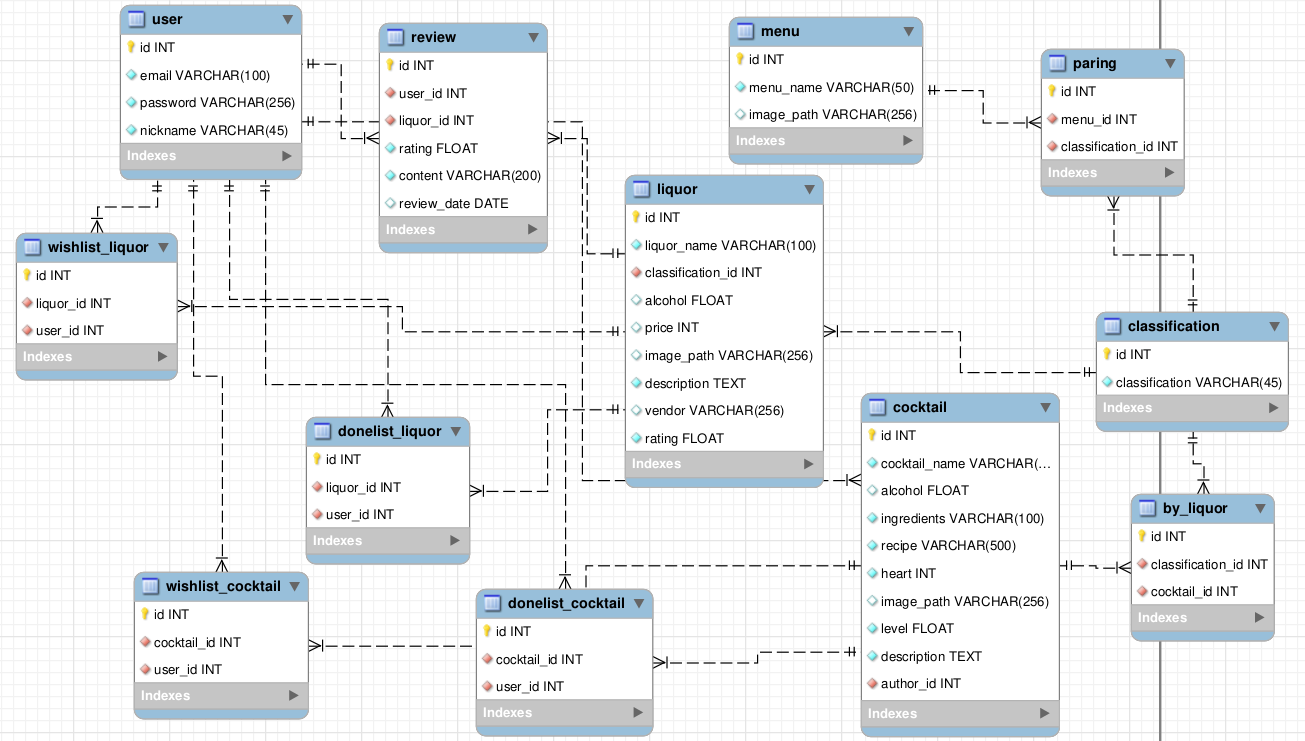 user
id INT
email VARCHAR(100)
password VARCHAR(256)
nickname VARCHAR(45)
Indexes
review
id INT
user_id INT
liquor_id INT
rating FLOAT
content VARCHAR(200)
review_date DATE
Indexes
menu
id INT
menu_name VARCHAR(50)
image_path VARCHAR(256)
Indexes
paring
id INT
menu_id INT
classification_id INT
Indexes
wishlist_liquor
id INT
liquor_id INT
user_id INT
Indexes
liquor
id INT
liquor_name VARCHAR(100)
classification_id INT
alcohol FLOAT
price INT
image_path VARCHAR(256)
description TEXT
vendor VARCHAR(256)
rating FLOAT
Indexes
classification
id INT
classification VARCHAR(45)
Indexes
donelist_liquor
id INT
liquor_id INT
user_id INT
Indexes
cocktail
id INT
cocktail_name VARCHAR(...
alcohol FLOAT
ingredients VARCHAR(100)
recipe VARCHAR(500)
heart INT
image_path VARCHAR(256)
level FLOAT
description TEXT
author_id INT
Indexes
by_liquor
id INT
classification_id INT
cocktail_id INT
Indexes
wishlist_cocktail
id INT
cocktail_id INT
user_id INT
Indexes
donelist_cocktail
id INT
cocktail_id INT
user_id INT
Indexes